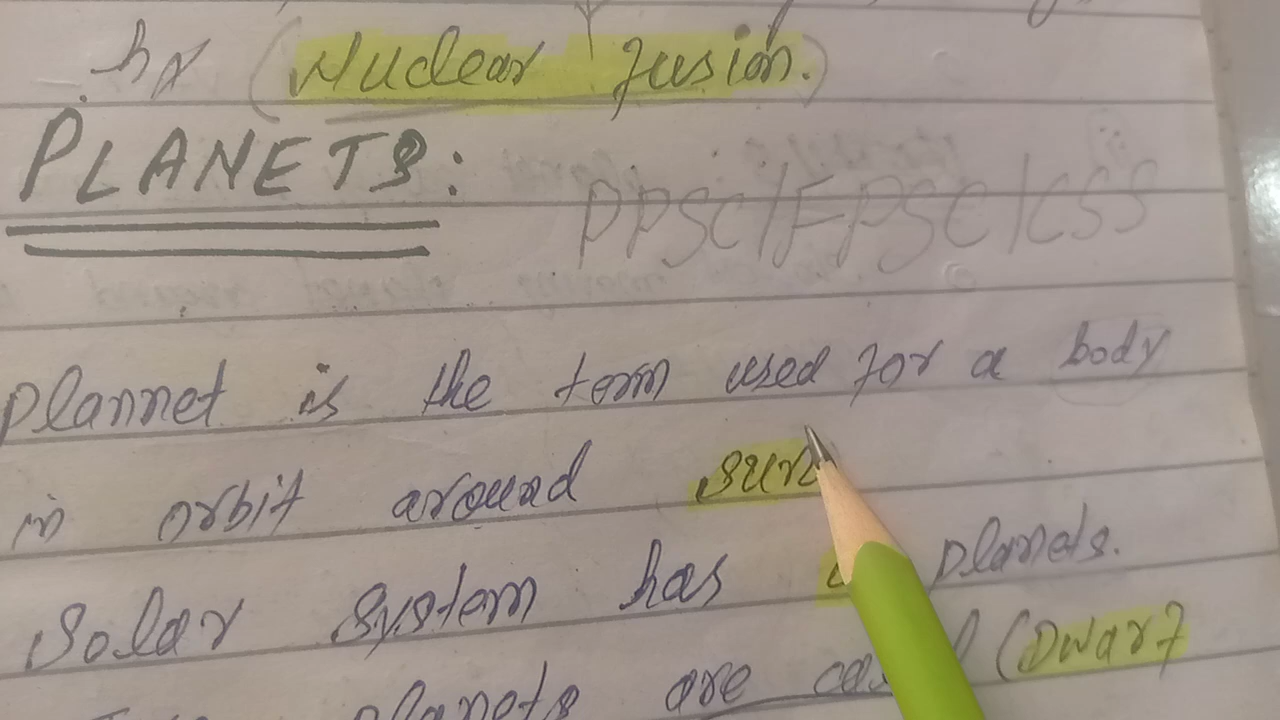 (Nuclear fusion.)
PLANETS:
PPSC/FPSC/CSS
Plannet is the term used for a body
in orbit around sun
Solar system has planets.
planets are (Dwarf